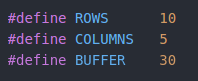 #define ROWS 10
#define COLUMNS 5
#define BUFFER 30